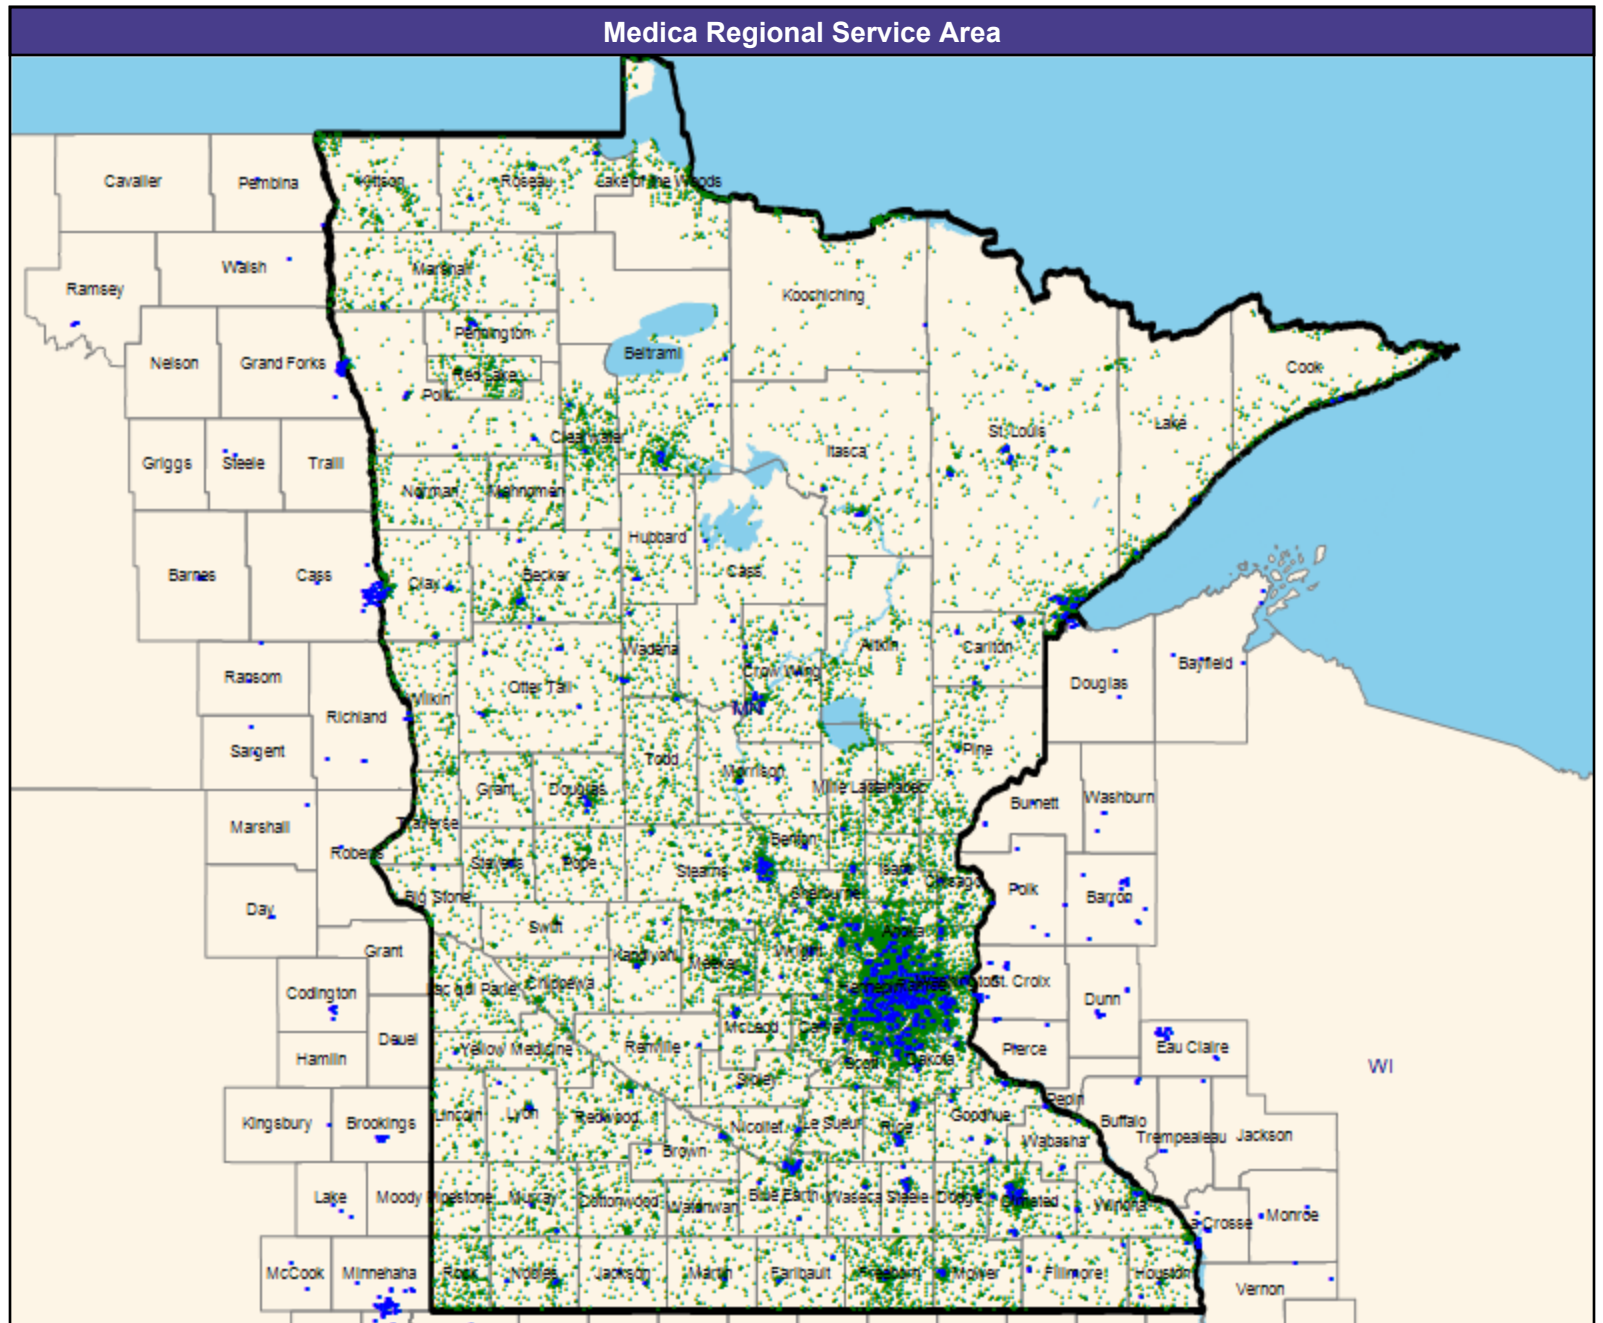 Medica Regional Service Area
Cavalier
Pembina
Kittson
Roseau
Lake of the Woods
Walsh
Ramsey
Marshall
Koochiching
Nelson
Grand Forks
Pennington
Beltrami
Red Lake
Polk
Cook
Clearwater
St. Louis
Lake
Griggs
Steele
Traill
Itasca
Norman
Mahnomen
Hubbard
Barnes
Cass
Clay
Becker
Cass
Wadena
Aitkin
Carlton
Crow Wing
Ransom
Otter Tail
Wilkin
Douglas
Bayfield
Richland
MN
Sargent
Pine
Todd
Morrison
Grant
Douglas
Mille Lacs
Kanabec
Burnett
Washburn
Marshall
Traverse
Roberts
Benton
Stevens
Pope
Stearns
Isanti
Chisago
Sherburne
Polk
Barron
Big Stone
Day
Swift
Anoka
Grant
Kandiyohi
Meeker
Wright
Codington
Lac qui Parle
Chippewa
Hennepin
Ramsey
St. Croix
Dunn
McLeod
Carver
Deuel
Yellow Medicine
Renville
Hamlin
Scott
Dakota
Pierce
Eau Claire
WI
Sibley
Pepin
Kingsbury
Brookings
Lincoln
Lyon
Redwood
Nicollet
Le Sueur
Rice
Goodhue
Buffalo
Trempealeau
Jackson
Wabasha
Brown
Lake
Moody
Pipestone
Murray
Cottonwood
Watonwan
Blue Earth
Waseca
Steele
Dodge
Olmsted
Winona
La Crosse
Monroe
McCook
Minnehaha
Rock
Nobles
Jackson
Martin
Faribault
Freeborn
Mower
Fillmore
Houston
Vernon